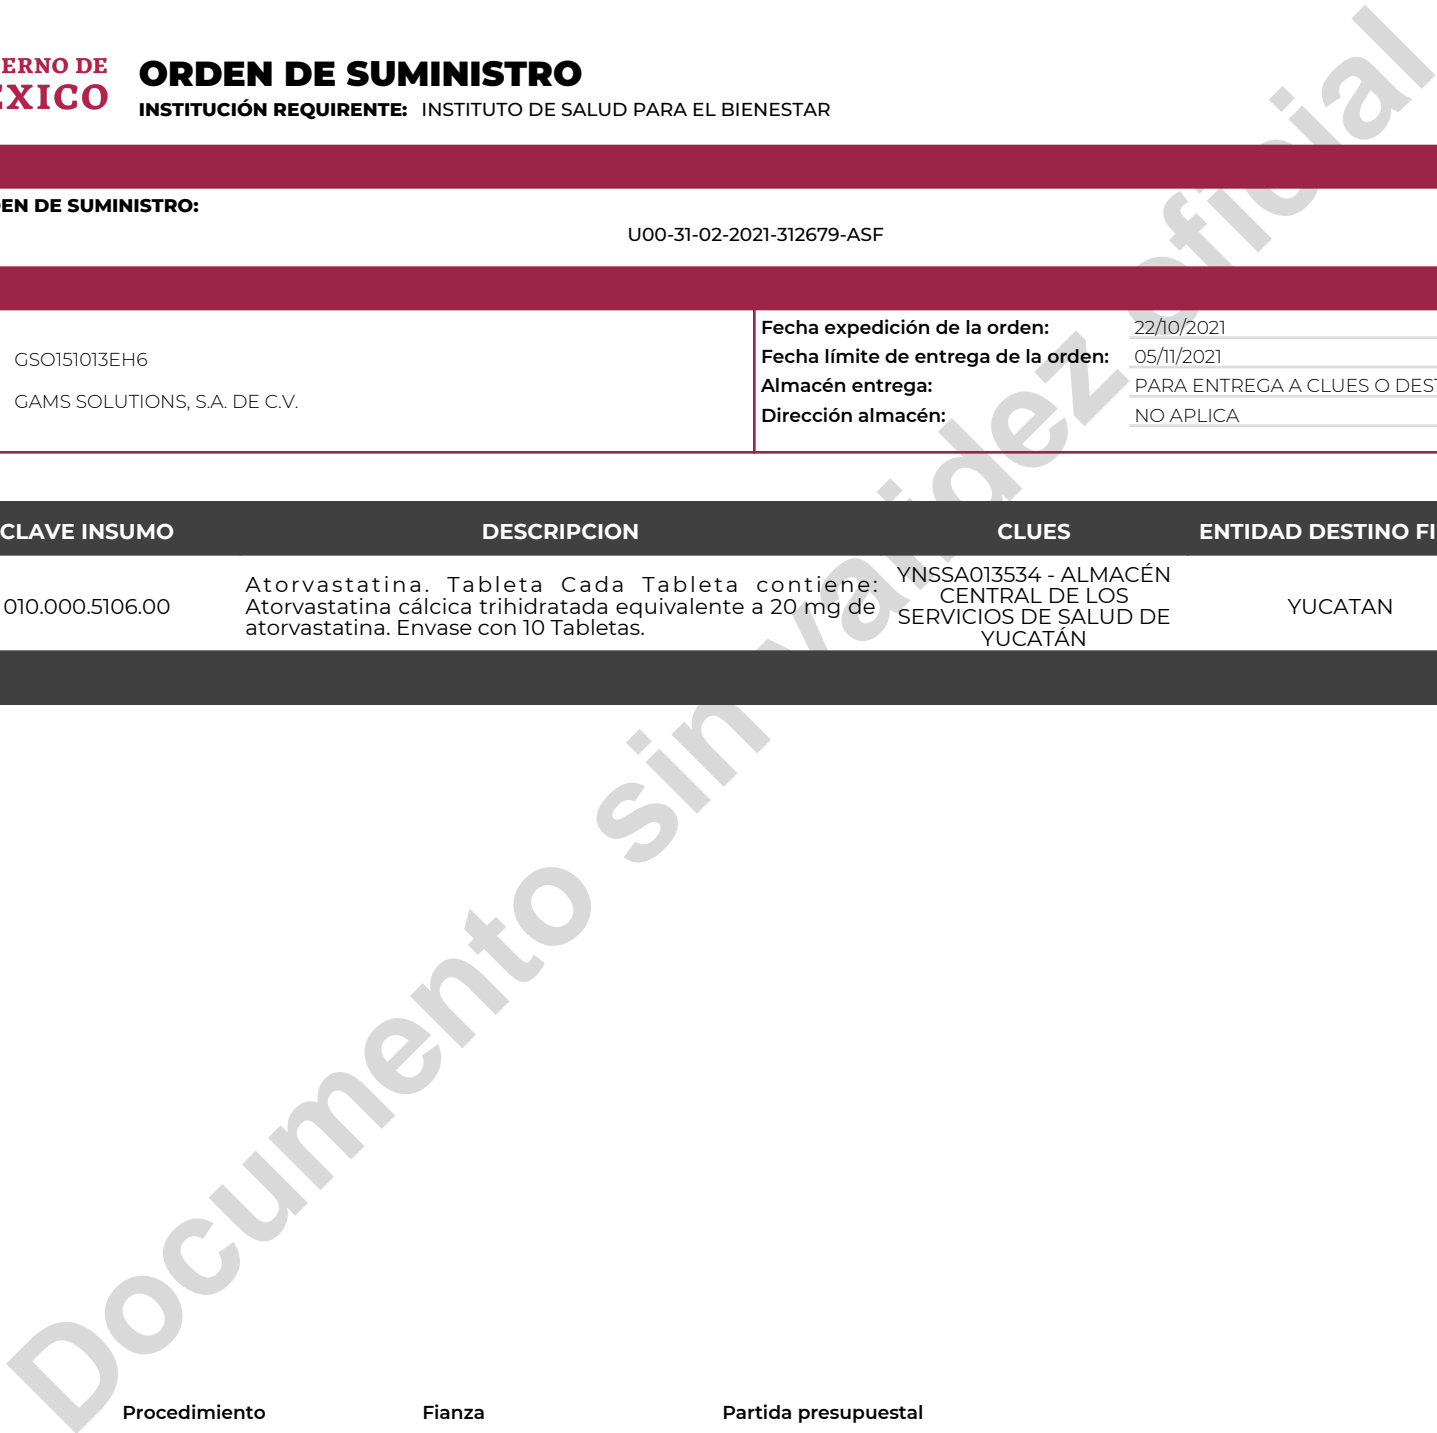 ERNO DE
EXICO
ORDEN DE SUMINISTRO
INSTITUCIÓN REQUIRENTE: INSTITUTO DE SALUD PARA EL BIENESTAR
EN DE SUMINISTRO:
U00-31-02-2021-312679-ASF
GSO151013EH6
GAMS SOLUTIONS, S.A. DE C.V.
Fecha expedición de la orden: 22/10/2021
Fecha límite de entrega de la orden: 05/11/2021
Almacén entrega: PARA ENTREGA A CLUES O DEST
Dirección almacén: NO APLICA
CLAVE INSUMO DESCRIPCION CLUES ENTIDAD DESTINO FI
010.000.5106.00
Atorvastatina. Tableta Cada Tableta contiene:
Atorvastatina cálcica trihidratada equivalente a 20 mg de
atorvastatina. Envase con 10 Tabletas.
YNSSA013534 - ALMACÉN
CENTRAL DE LOS
SERVICIOS DE SALUD DE
YUCATÁN
YUCATAN
Documento sin validez oficial
Procedimiento Fianza Partida presupuestal